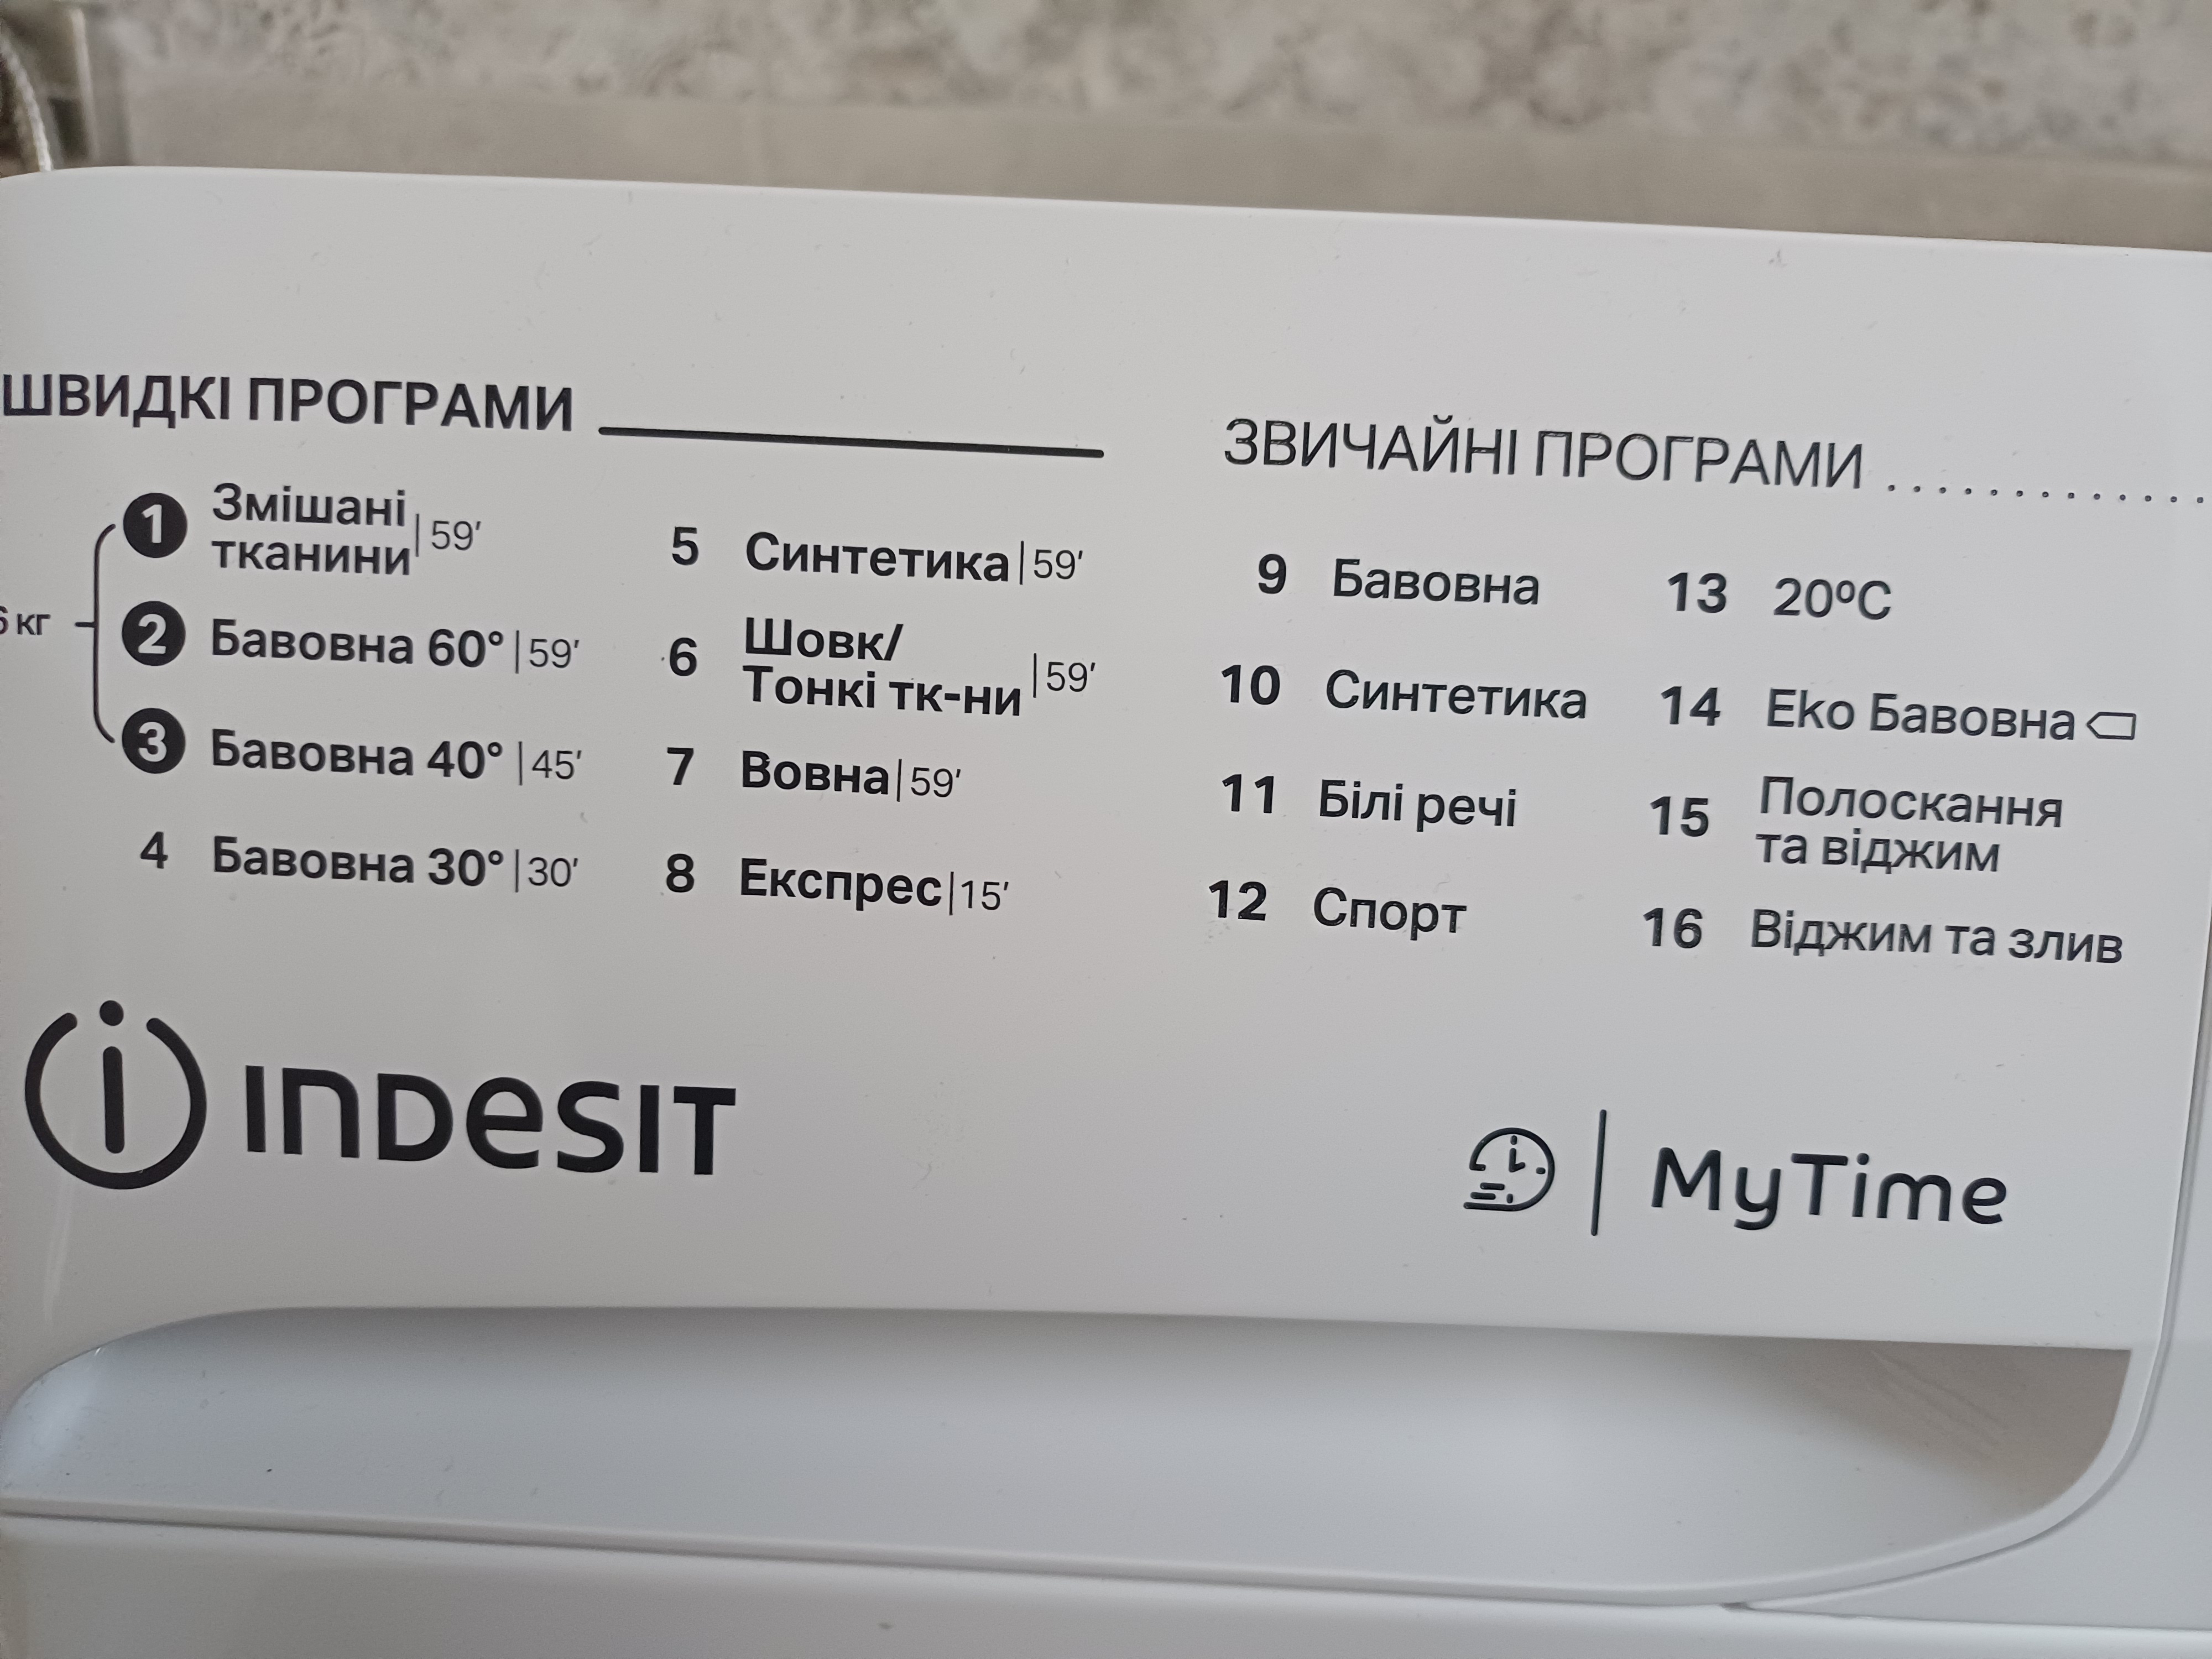 ШВИДКІ ПРОГРАМИ
1 Змішані
тканини |59′
2 Бавовна 60° |59′
3 Бавовна 40° |45′
4 Бавовна 30° |30′
кг
5 Синтетика |59′
6 Шовк/
Тонкі тк-ни |59′
7 Вовна |59′
8 Експрес |15′
ЗВИЧАЙНІ ПРОГРАМИ
9 Бавовна
10 Синтетика
11 Білі речі
12 Спорт
13 20ºC
14 Eko Бавовна
15 Полоскання
та віджим
16 Віджим та злив
INDESIT
MyTime